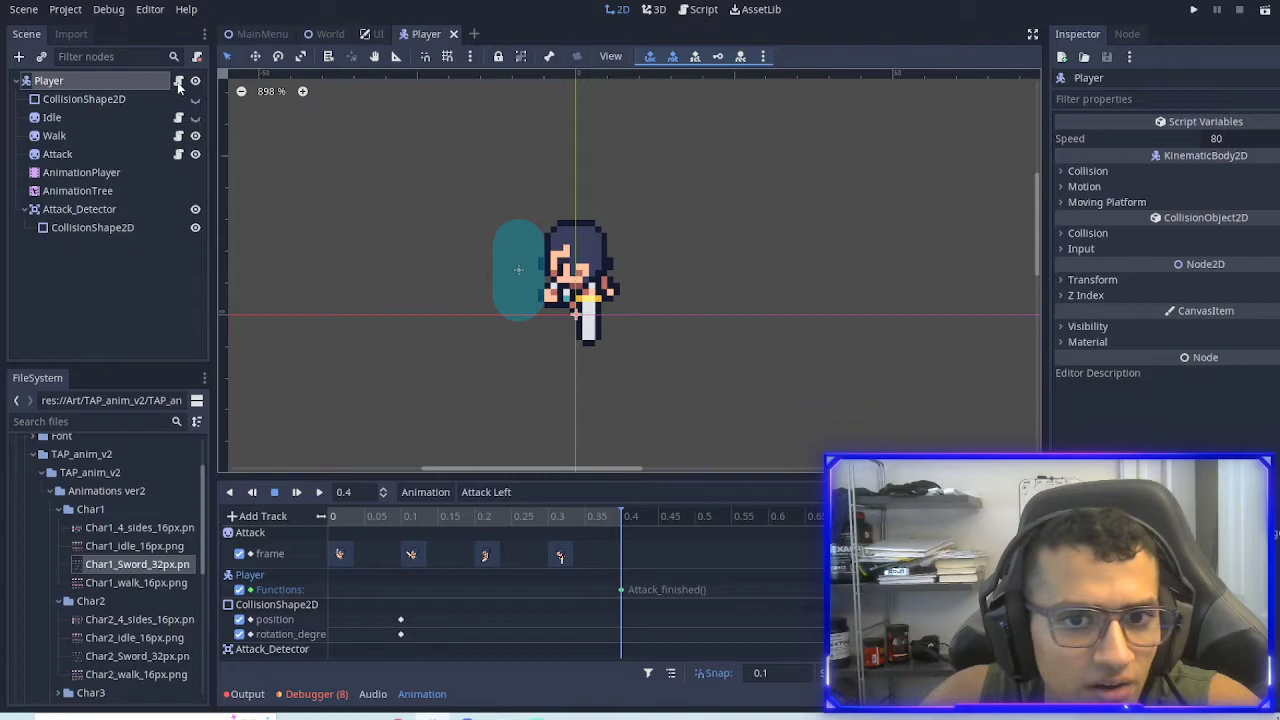 Scene Project Debug Editor Help
2D 3D Script AssetLib
Scene Import
MainMenu World UI Player
Inspector Node
Filter nodes
View
Player
CollisionShape2D
Idle
Walk
Attack
AnimationPlayer
AnimationTree
Attack_Detector
CollisionShape2D
-50 0 50
898 %
Player
Filter properties
Script Variables
Speed 80
KinematicBody2D
Collision
Motion
Moving Platform
CollisionObject2D
Collision
Input
Node2D
Transform
Z Index
CanvasItem
Visibility
Material
Node
Editor Description
FileSystem
res://Art/TAP_anim_v2/TAP_an
Search files
Font
TAP_anim_v2
TAP_anim_v2
Animations ver2
Char1
Char1_4_sides_16px.pn
Char1_idle_16px.png
Char1_Sword_32px.pn
Char1_walk_16px.png
Char2
Char2_4_sides_16px.pn
Char2_idle_16px.png
Char2_Sword_32px.pn
Char2_walk_16px.png
Char3
0.4 Animation Attack Left
Add Track 0 0.05 0.1 0.15 0.2 0.25 0.3 0.35 0.4 0.45 0.5 0.55 0.6 0.65
Attack
frame
Player
Functions: Attack_finished()
CollisionShape2D
position
rotation_degre
Attack_Detector
Snap: 0.1
Output Debugger (8) Audio Animation